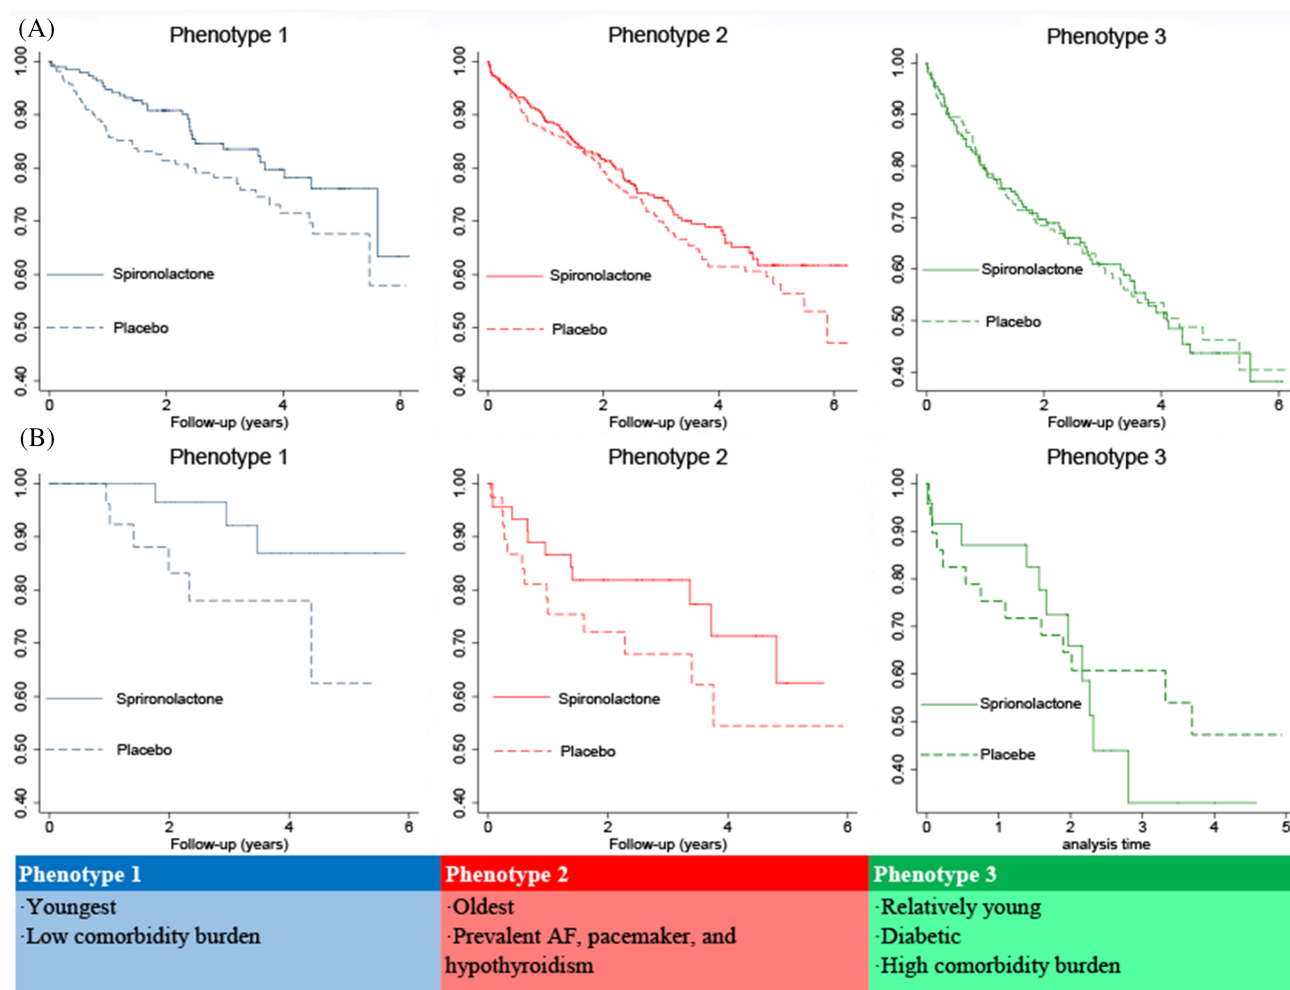 (A)
Phenotype 1
Phenotype 2
Phenotype 3
1.00
0.90
0.80
0.70
0.60
0.50
0.40
Spironolactone
Placebo
0 2 4 6
Follow-up (years)
1.00
0.90
0.80
0.70
0.60
0.50
0.40
Spironolactone
Placebo
0 2 4 6
Follow-up (years)
1.00
0.90
0.80
0.70
0.60
0.50
0.40
Spironolactone
Placebo
0 2 4 6
Follow-up (years)
(B)
Phenotype 1
Phenotype 2
Phenotype 3
1.00
0.90
0.80
0.70
0.60
0.50
0.40
Sprironolactone
Placebo
0 2 4 6
Follow-up (years)
1.00
0.90
0.80
0.70
0.60
0.50
0.40
Spironolactone
Placebo
0 2 4 6
Follow-up (years)
1.00
0.90
0.80
0.70
0.60
0.50
0.40
Sprionolactone
Placebe
0 1 2 3 4 5
analysis time
Phenotype 1
·Youngest
·Low comorbidity burden
Phenotype 2
·Oldest
·Prevalent AF, pacemaker, and
hypothyroidism
Phenotype 3
·Relatively young
·Diabetic
·High comorbidity burden